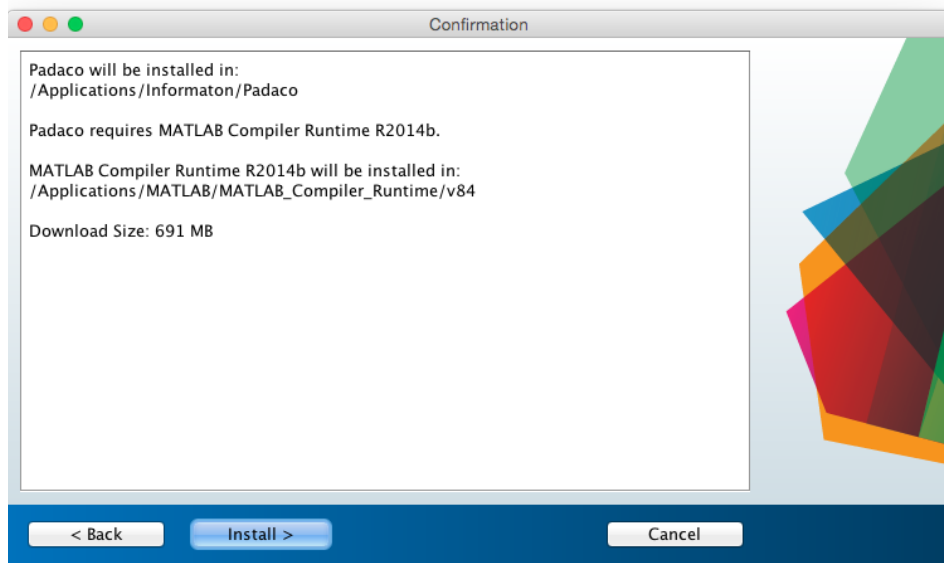 Confirmation
Padaco will be installed in:
/Applications/Informaton/Padaco
Padaco requires MATLAB Compiler Runtime R2014b.
MATLAB Compiler Runtime R2014b will be installed in:
/Applications/MATLAB/MATLAB_Compiler_Runtime/v84
Download Size: 691 MB
< Back
Install >
Cancel